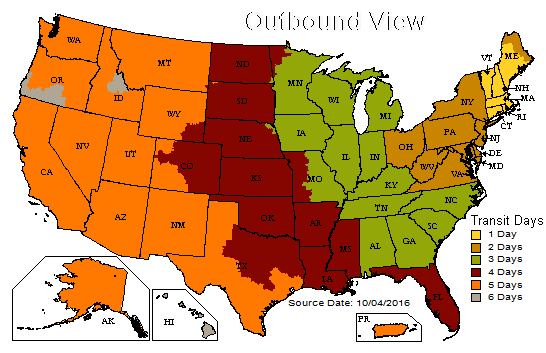 Outbound View
WA
MT
ND
MN
VT
ME
OR
ID
SD
WI
MI
NY
NH
MA
RI
CT
WY
NE
IA
IL
IN
OH
PA
NJ
DE
MD
NV
UT
CO
KS
MO
KY
WV
VA
CA
AZ
NM
OK
AR
TN
NC
SC
TX
LA
MS
AL
GA
FL
Transit Days
1 Day
2 Days
3 Days
4 Days
5 Days
6 Days
Source Date: 10/04/2016
AK
HI
PR